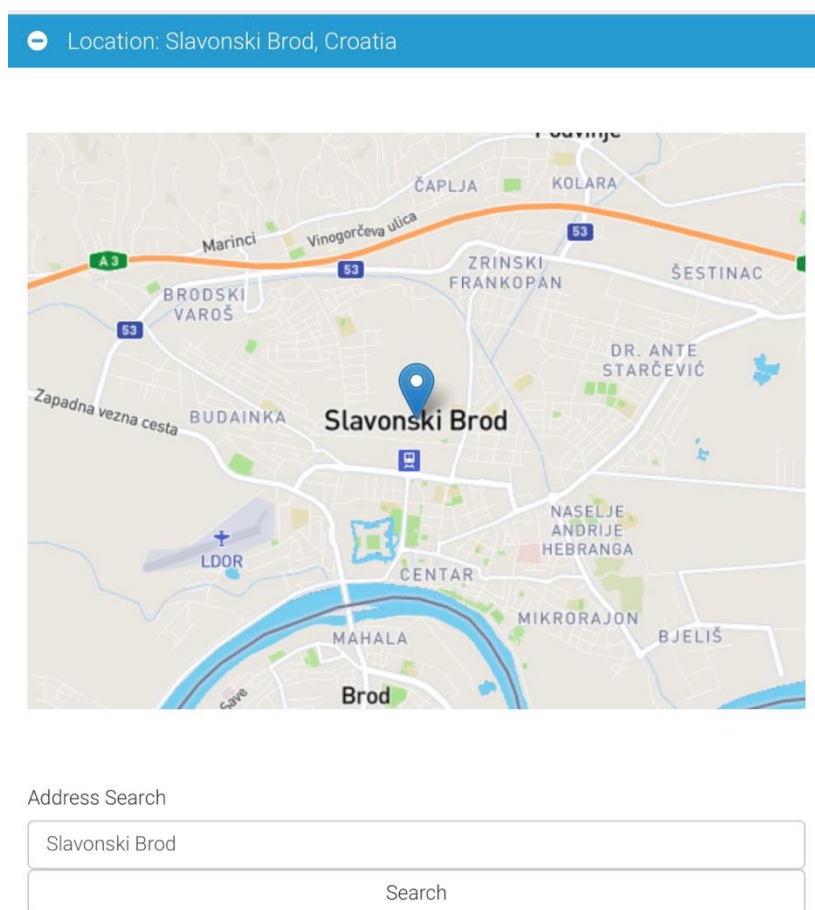 Location: Slavonski Brod, Croatia
Podvinje
ČAPLJA
KOLARA
Vinogorčeva ulica
Marinci
53
A3
53
ZRINSKI
FRANKOPAN
ŠESTINAC
BRODSKI
VAROŠ
53
DR. ANTE
STARČEVIĆ
Zapadna vezna cesta
BUDAINKA
Slavonski Brod
NASELJE
ANDRIJE
HEBRANGA
LDOR
CENTAR
MIKRORAJON
MAHALA
BJELIŠ
Save
Brod
Address Search
Slavonski Brod
Search